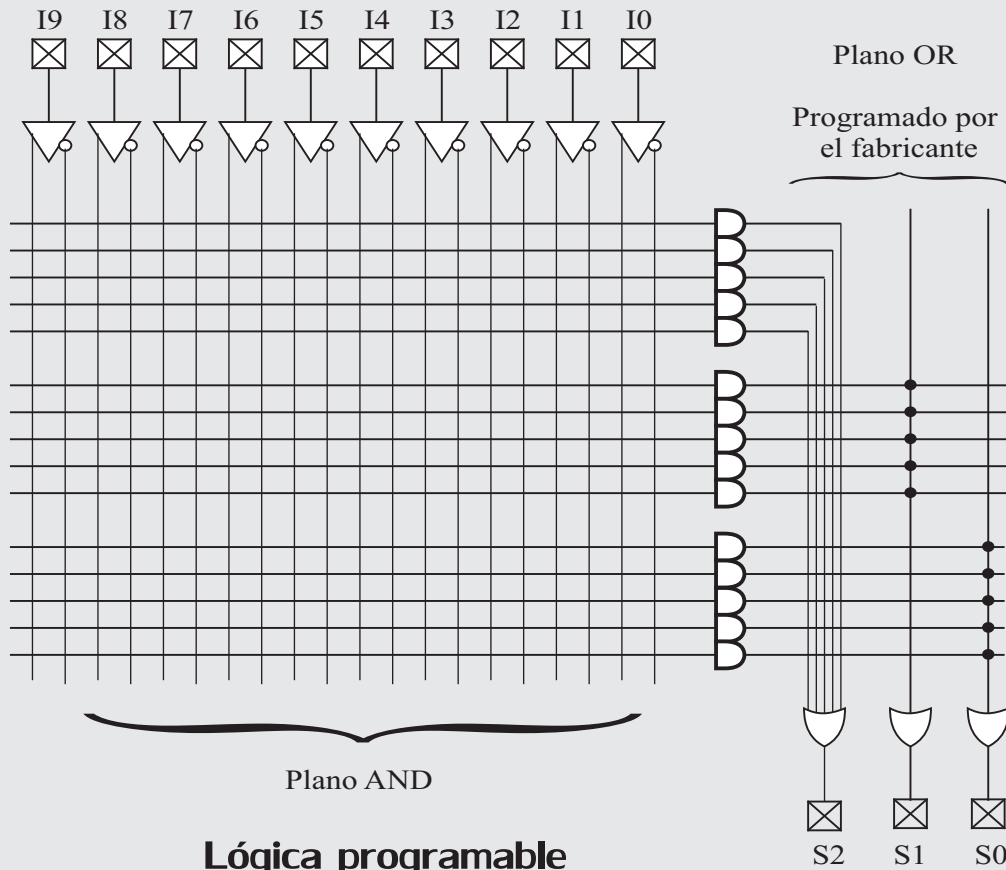 I9 I8 I7 I6 I5 I4 I3 I2 I1 I0
Plano OR
Programado por
el fabricante
Plano AND
Lógica programable
S2 S1 S0